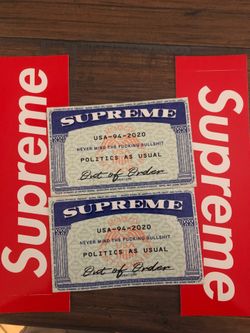 Supreme
SUPREME
USA-94-2020
NEVER MIND THE FUCKING BULLSHIT
POLITICS AS USUAL
Out of Order
SUPREME
USA-94-2020
NEVER MIND THE FUCKING BULLSHIT
POLITICS AS USUAL
Out of Order
Supreme